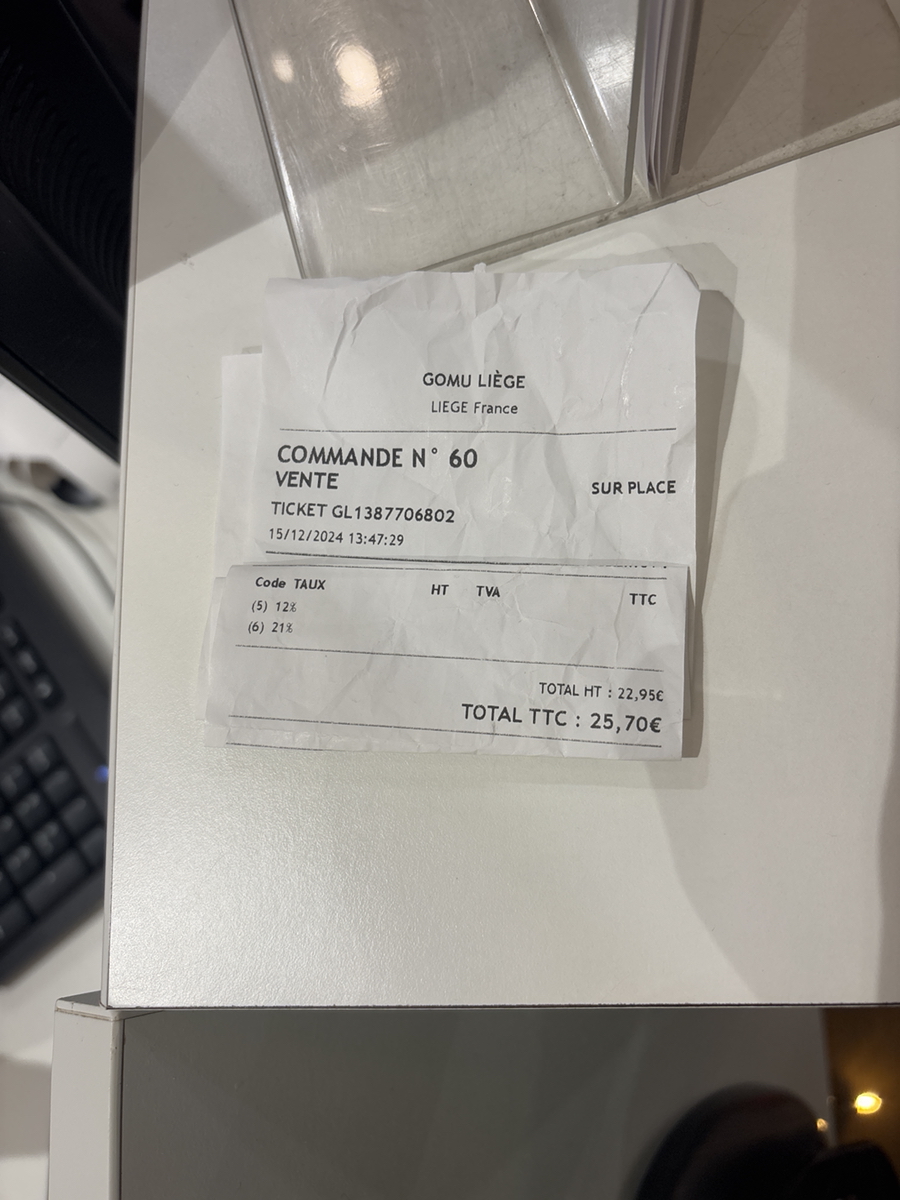 GOMU LIÈGE
LIEGE France
COMMANDE N° 60
VENTE
SUR PLACE
TICKET GL1387706802
15/12/2024 13:47:29
Code TAUX HT TVA TTC
(5) 12%
(6) 21%
TOTAL HT : 22,95€
TOTAL TTC : 25,70€